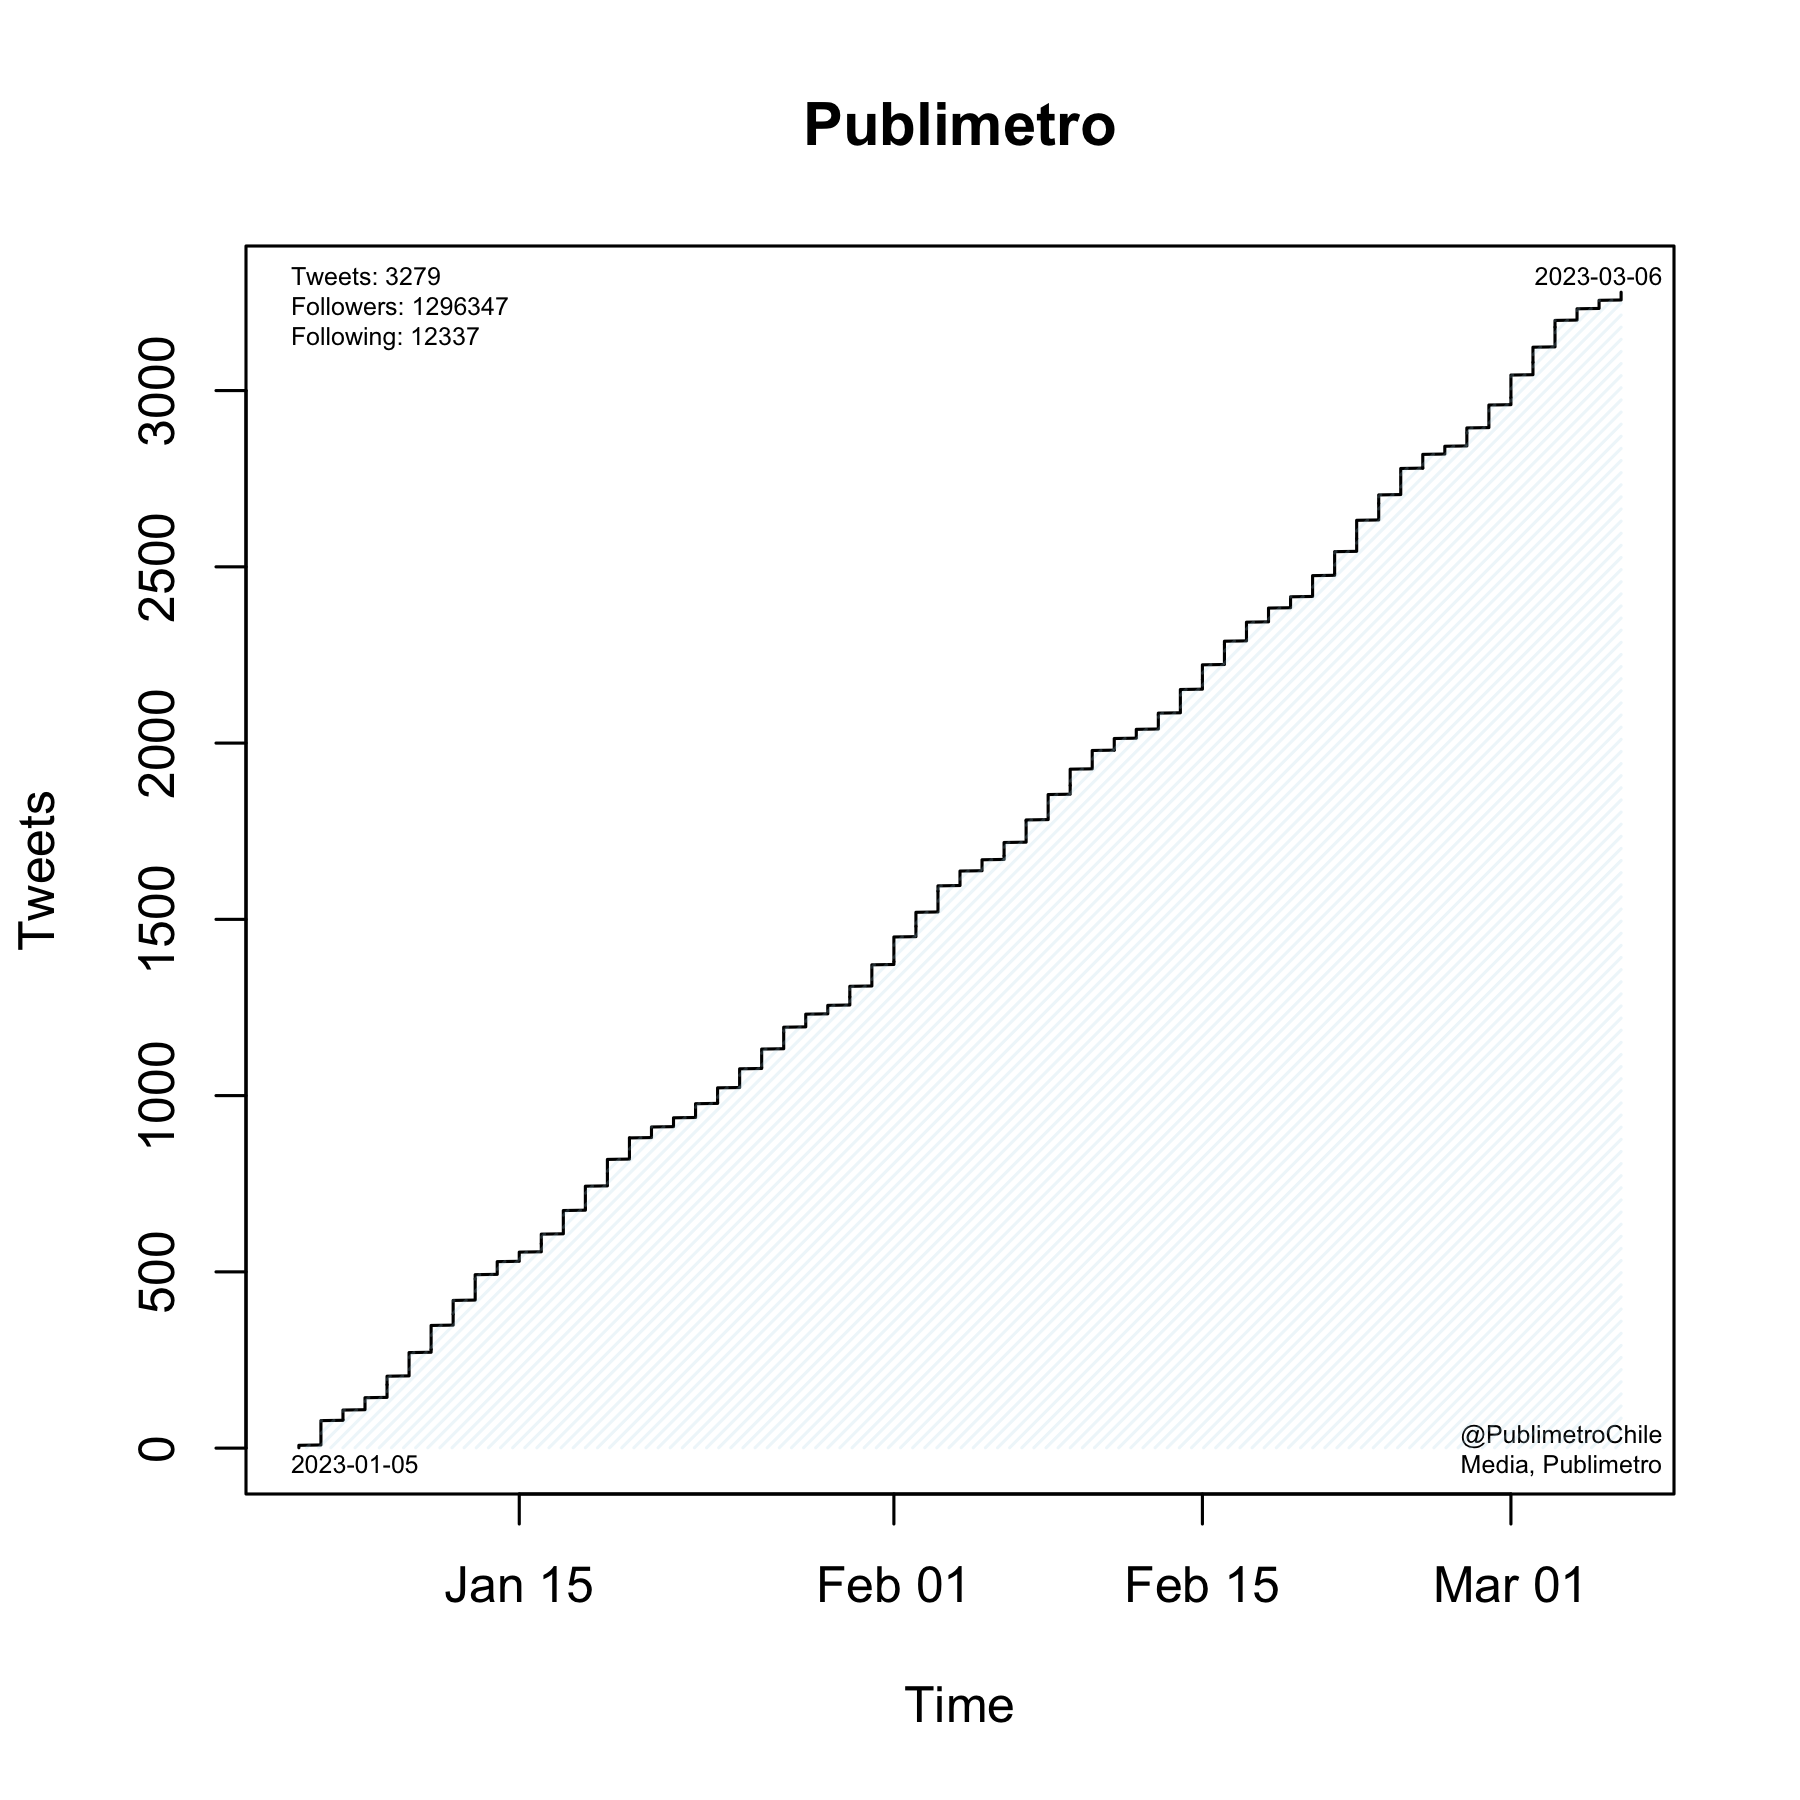 Publimetro
Tweets: 3279
Followers: 1296347
Following: 12337
2023-03-06
3000
2500
2000
1500
1000
500
0
Tweets
2023-01-05
@PublimetroChile
Media, Publimetro
Jan 15
Feb 01
Feb 15
Mar 01
Time